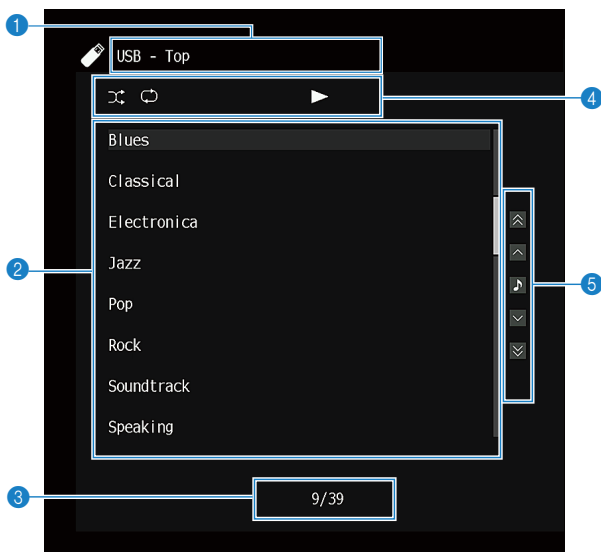 1
USB - Top
4
Blues
Classical
Electronica
2
Jazz
5
Pop
Rock
Soundtrack
Speaking
3
9/39